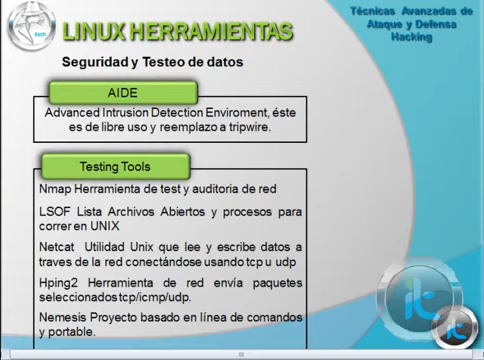 LINUX HERRAMIENTAS
Técnicas Avanzadas de
Ataque y Defensa
Hacking
Seguridad y Testeo de datos
AIDE
Advanced Intrusion Detection Enviroment, éste
es de libre uso y reemplazo a tripwire.
Testing Tools
Nmap Herramienta de test y auditoria de red
LSOF Lista Archivos Abiertos y procesos para
correr en UNIX
Netcat Utilidad Unix que lee y escribe datos a
traves de la red conectándose usando tcp u udp
Hping2 Herramienta de red envía paquetes
seleccionados tcp/icmp/udp.
Nemesis Proyecto basado en línea de comandos
y portable.
it
it